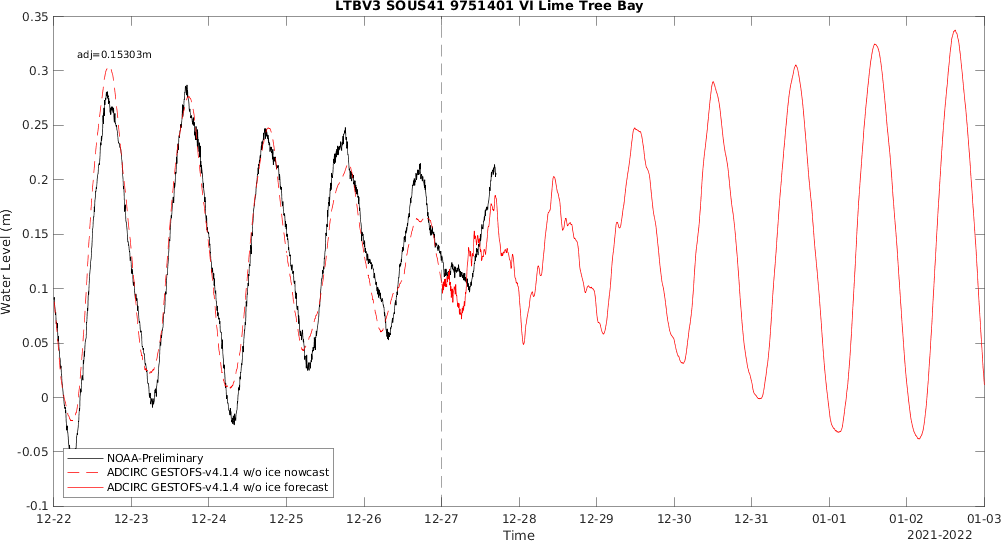 LTBV3 SOUS41 9751401 VI Lime Tree Bay
0.35
adj=0.15303m
0.3
0.25
0.2
0.15
0.1
0.05
0
-0.05
-0.1
Water Level (m)
NOAA-Preliminary
ADCIRC GESTOFS-v4.1.4 w/o ice nowcast
ADCIRC GESTOFS-v4.1.4 w/o ice forecast
12-22 12-23 12-24 12-25 12-26 12-27 12-28 12-29 12-30 12-31 01-01 01-02 01-03
Time
2021-2022